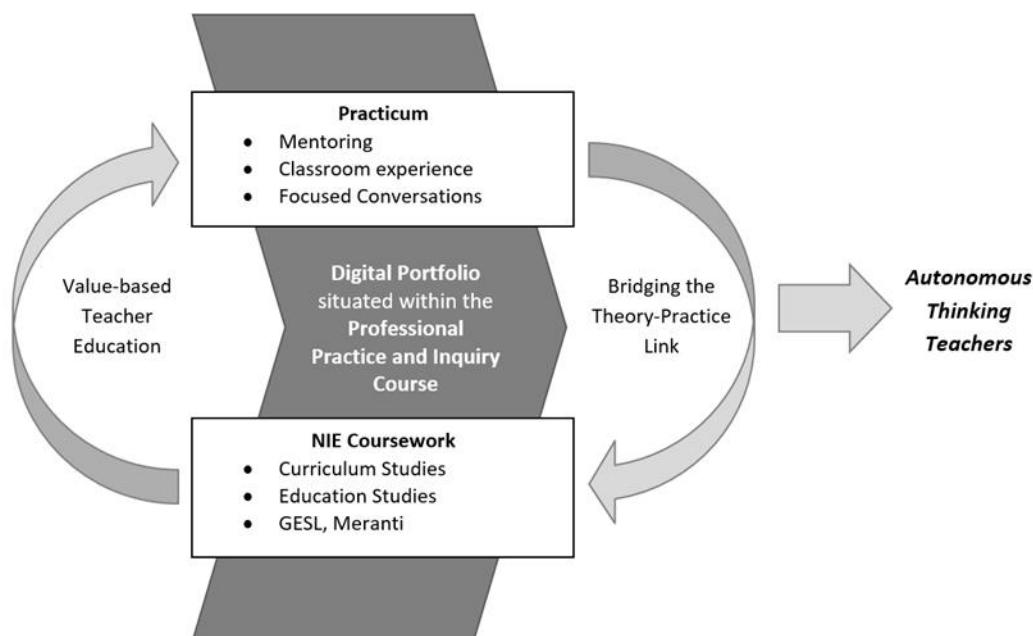 Practicum
• Mentoring
• Classroom experience
• Focused Conversations
Value-based
Teacher
Education
Digital Portfolio
situated within the
Professional
Practice and Inquiry
Course
Bridging the
Theory-Practice
Link
Autonomous
Thinking
Teachers
NIE Coursework
• Curriculum Studies
• Education Studies
• GESL, Meranti